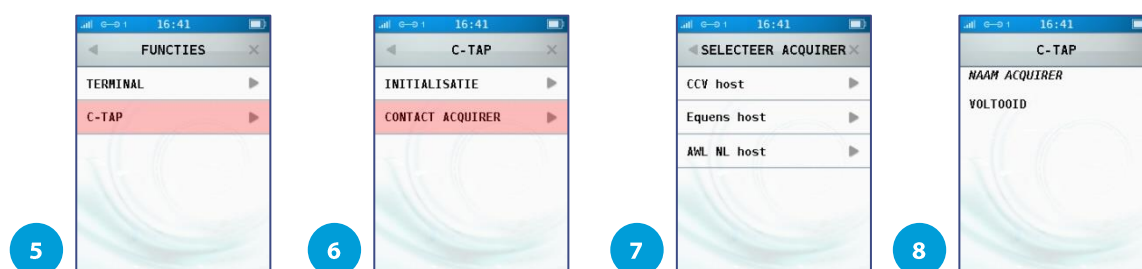 16:41
FUNCTIES
TERMINAL
C-TAP
5
16:41
C-TAP
INITIALISATIE
CONTACT ACQUIRER
6
16:41
SELECTEER ACQUIRER
CCV host
Equens host
AWL NL host
7
16:41
C-TAP
NAAM ACQUIRER
VOLTOOID
8